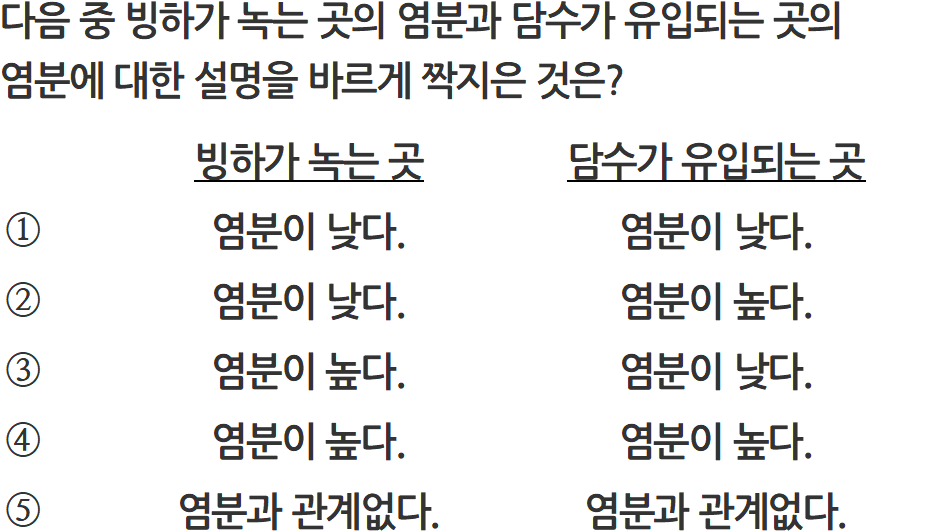 다음 중 빙하가 녹는 곳의 염분과 담수가 유입되는 곳의
염분에 대한 설명을 바르게 짝지은 것은?
빙하가 녹는 곳 담수가 유입되는 곳
① 염분이 낮다. 염분이 낮다.
② 염분이 낮다. 염분이 높다.
③ 염분이 높다. 염분이 낮다.
④ 염분이 높다. 염분이 높다.
⑤ 염분과 관계없다. 염분과 관계없다.